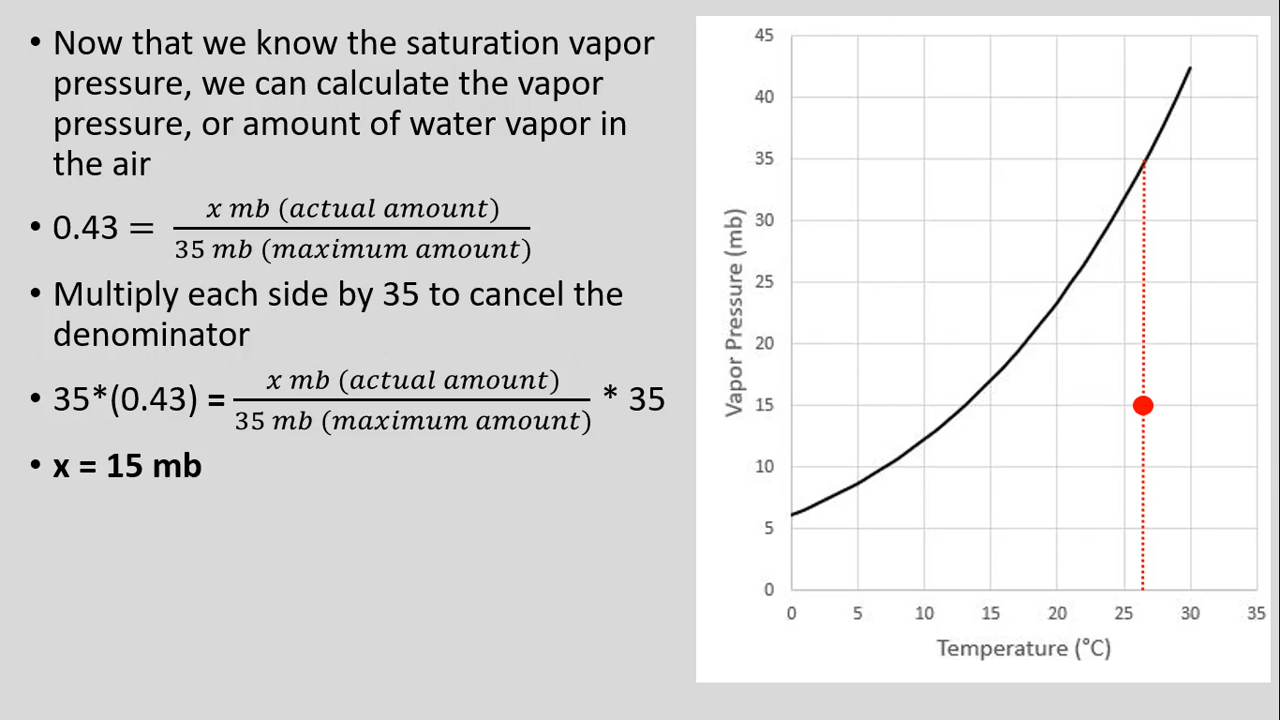 • Now that we know the saturation vapor
pressure, we can calculate the vapor
pressure, or amount of water vapor in
the air
• 0.43 = x mb (actual amount) / 35 mb (maximum amount)
• Multiply each side by 35 to cancel the
denominator
• 35*(0.43) = x mb (actual amount) / 35 mb (maximum amount) * 35
• x = 15 mb
45
40
35
30
25
20
15
10
5
0
Vapor Pressure (mb)
0 5 10 15 20 25 30 35
Temperature (°C)